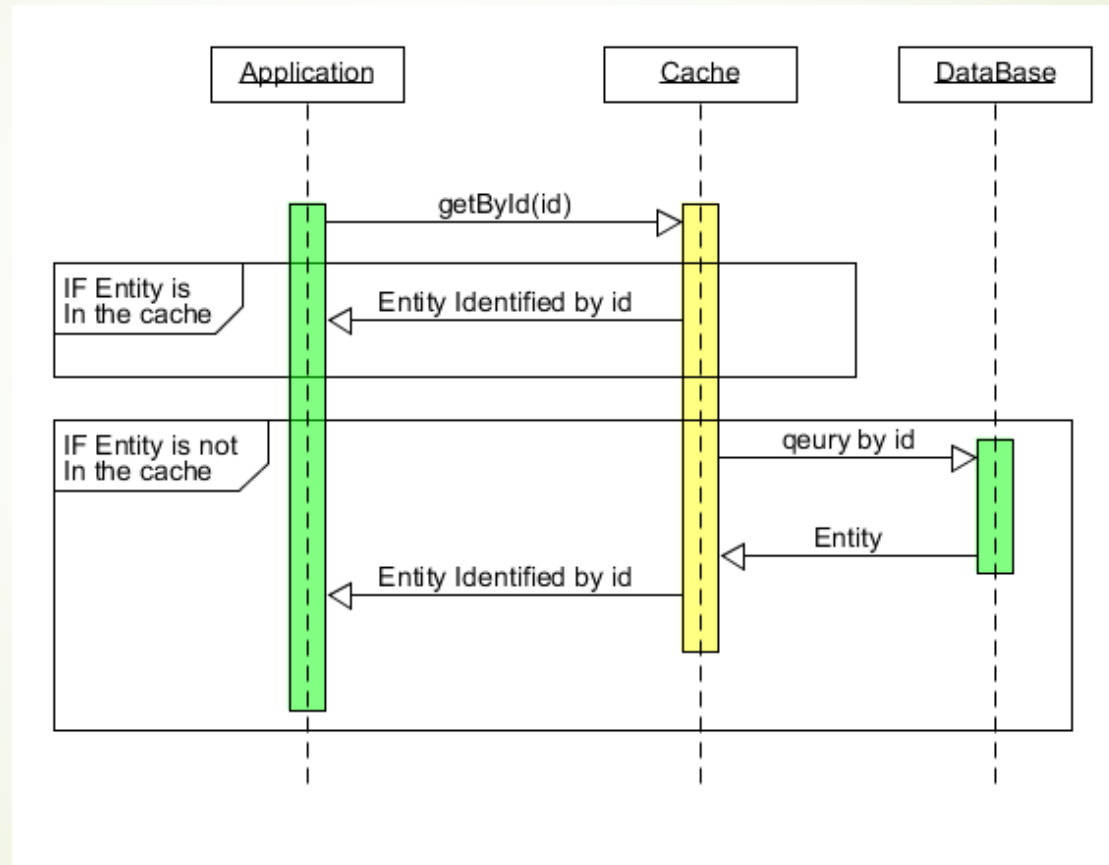 Application
Cache
DataBase
getById(id)
IF Entity is
In the cache
Entity Identified by id
IF Entity is not
In the cache
qeury by id
Entity
Entity Identified by id